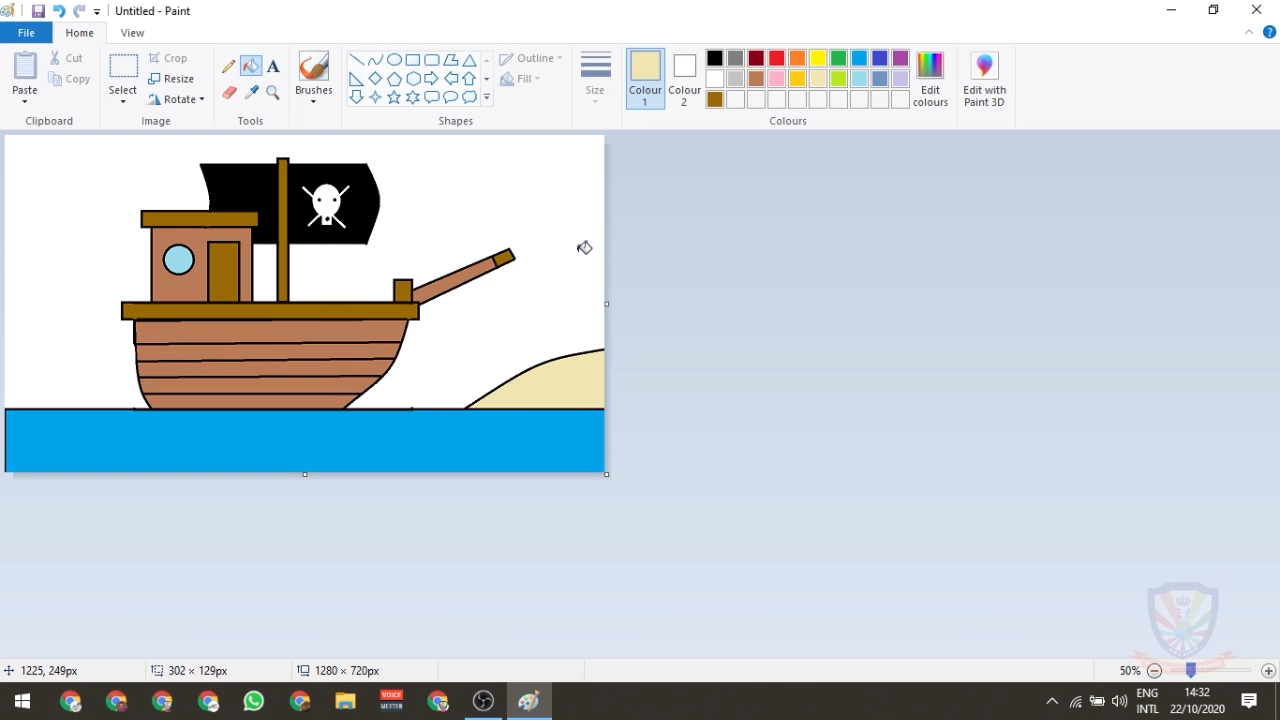 Untitled - Paint
File Home View
Paste
Cut
Copy
Clipboard
Select
Crop
Resize
Rotate
Image
A
Tools
Brushes
Outline
Fill
Shapes
Size
Colour 1
Colour 2
Edit colours
Colours
Edit with Paint 3D
1225, 249px
302 × 129px
1280 × 720px
50%
VOICE
MEETER
ENG
INTL
14:32
22/10/2020